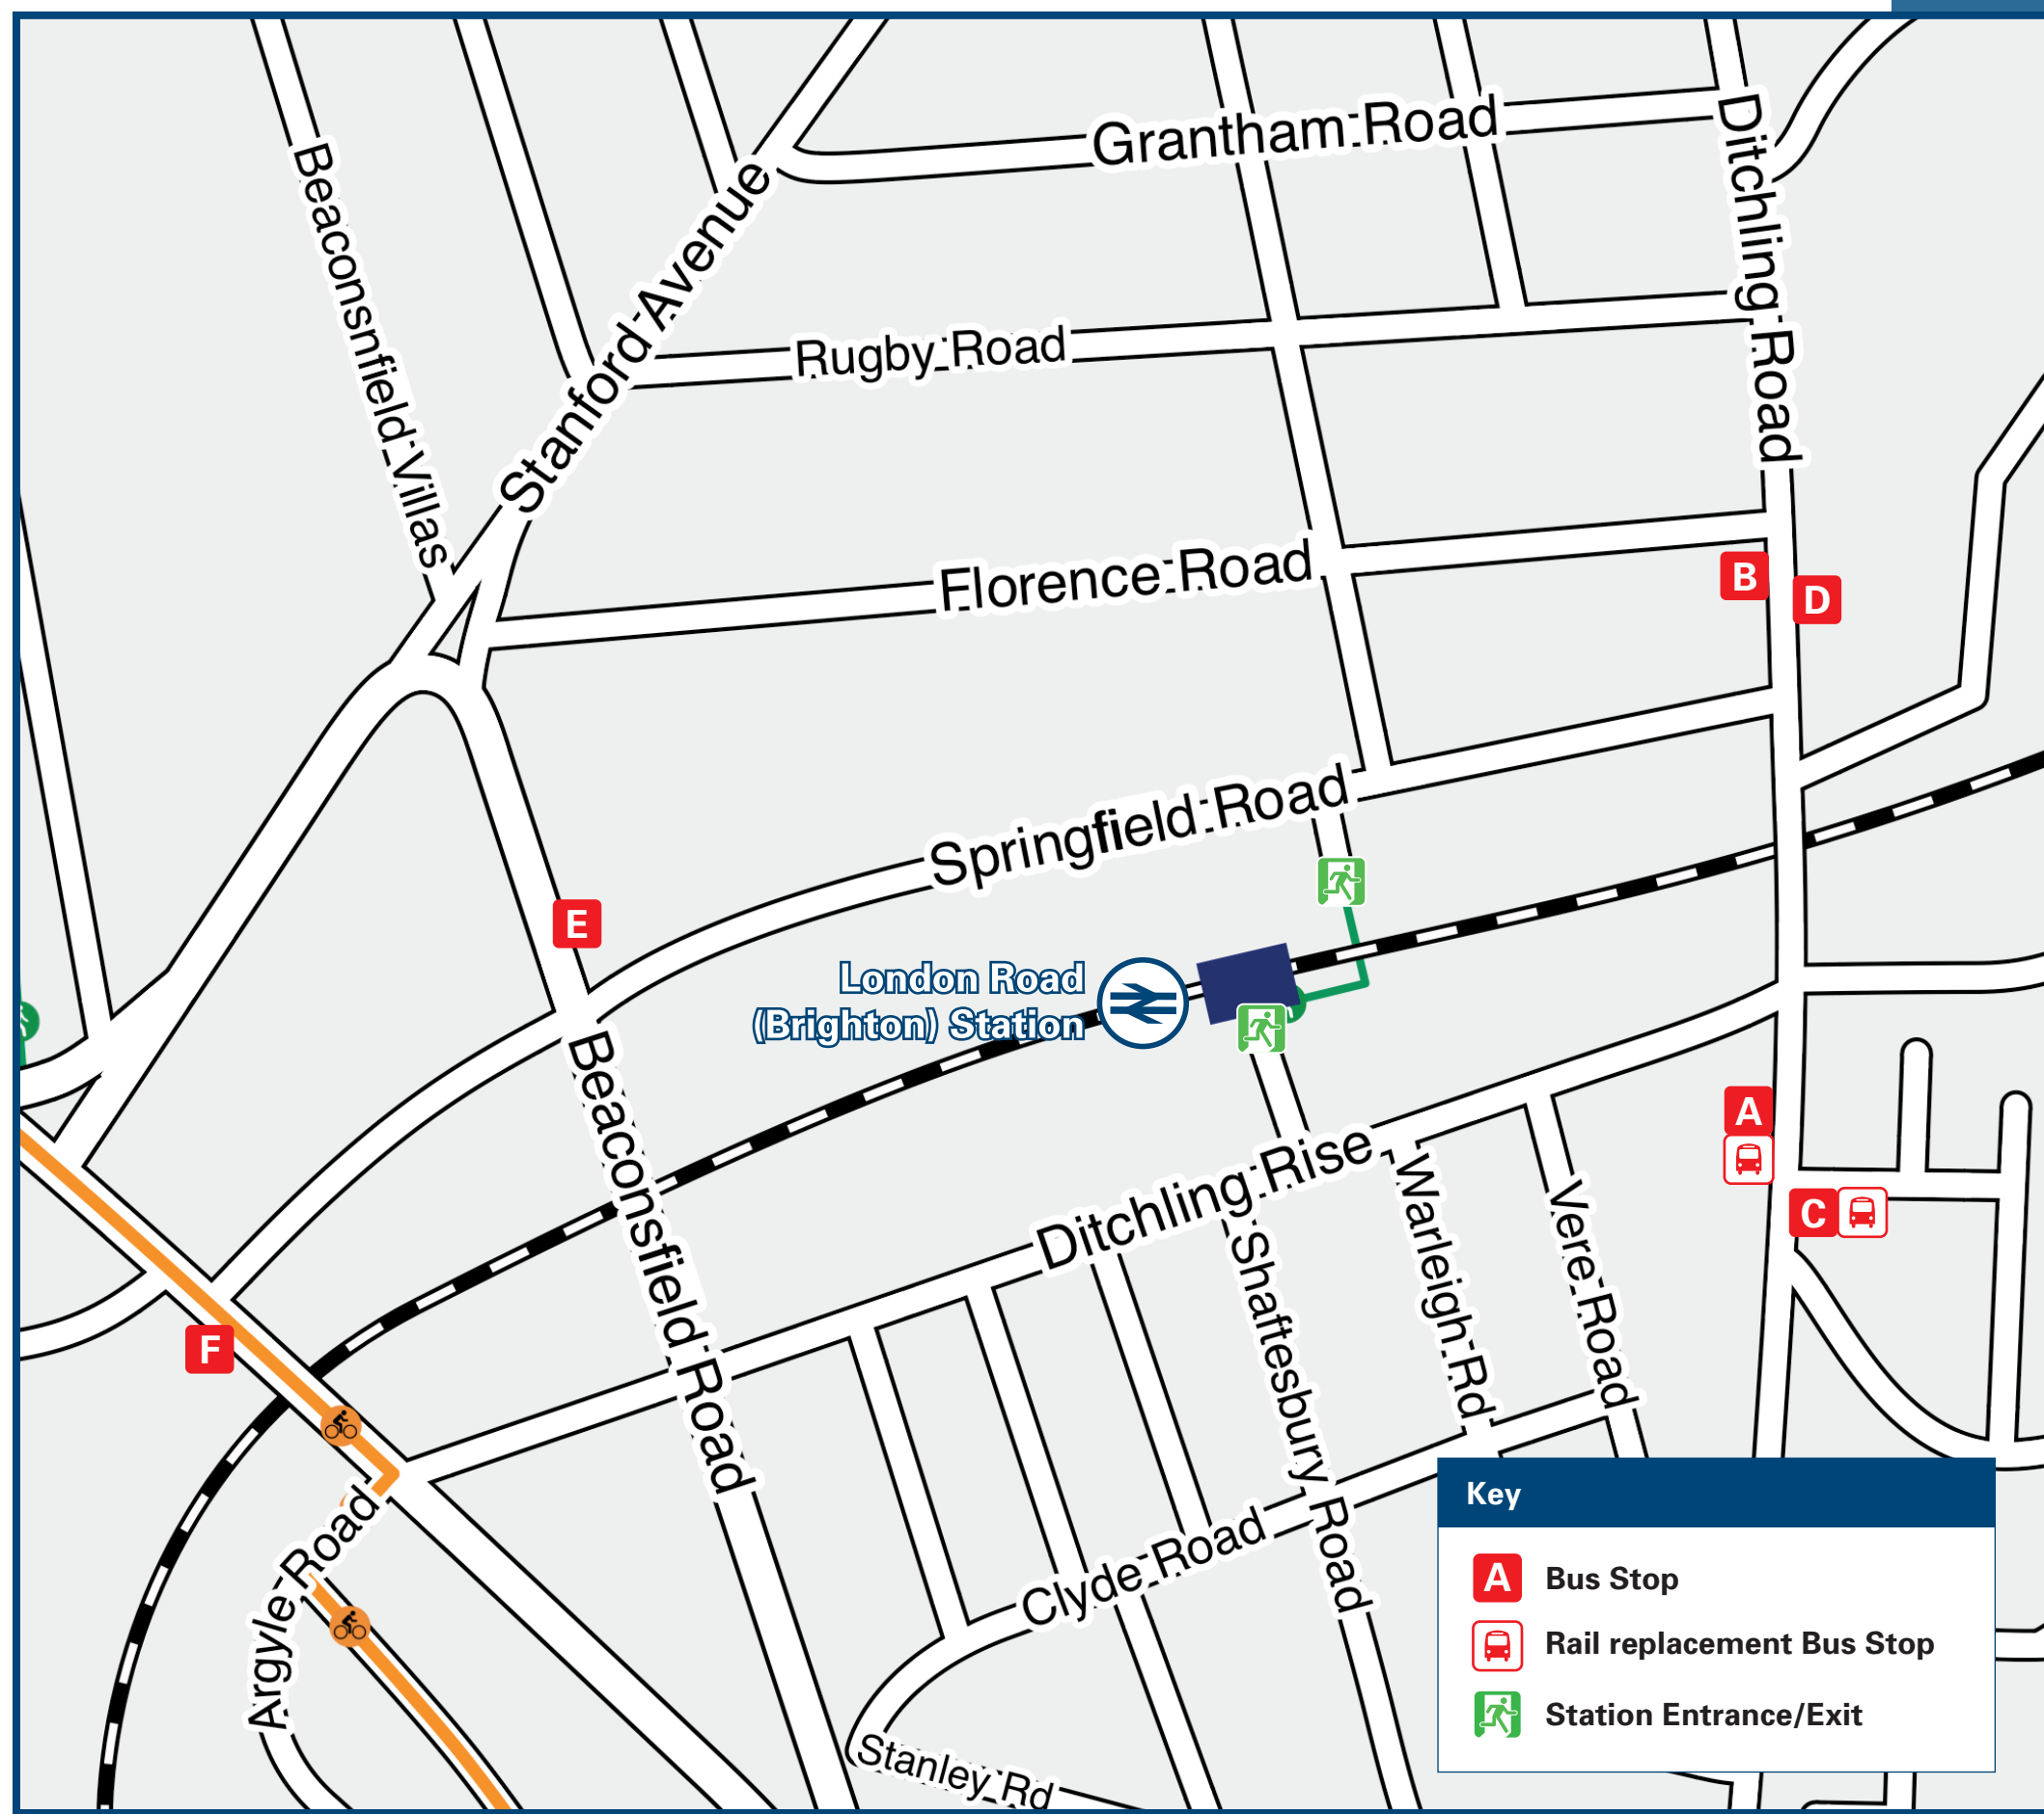 Grantham Road
Ditchling Road
Beaconsnfield Villas
Stanford Avenue
Rugby Road
Florence Road
B
D
Springfield Road
E
London Road
(Brighton) Station
Beaconsfield Road
A
C
Ditchling Rise
Warleigh Rd
Vere Road
Shaftesbury Road
F
Argyle Road
Clyde Road
Stanley Rd
Key
A Bus Stop
Rail replacement Bus Stop
Station Entrance/Exit